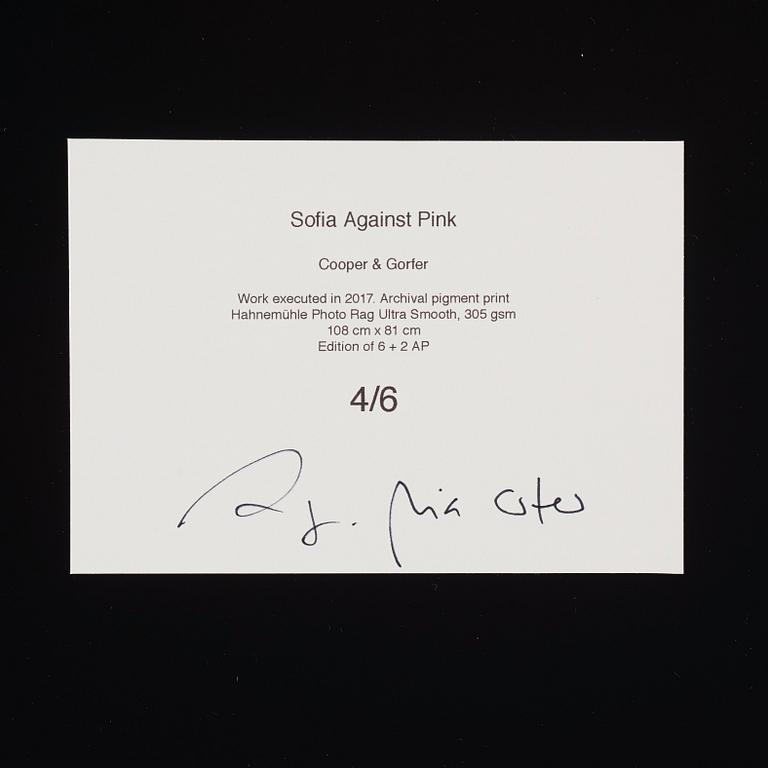 Sofia Against Pink
Cooper & Gorfer
Work executed in 2017. Archival pigment print
Hahnemühle Photo Rag Ultra Smooth, 305 gsm
108 cm x 81 cm
Edition of 6 + 2 AP
4/6